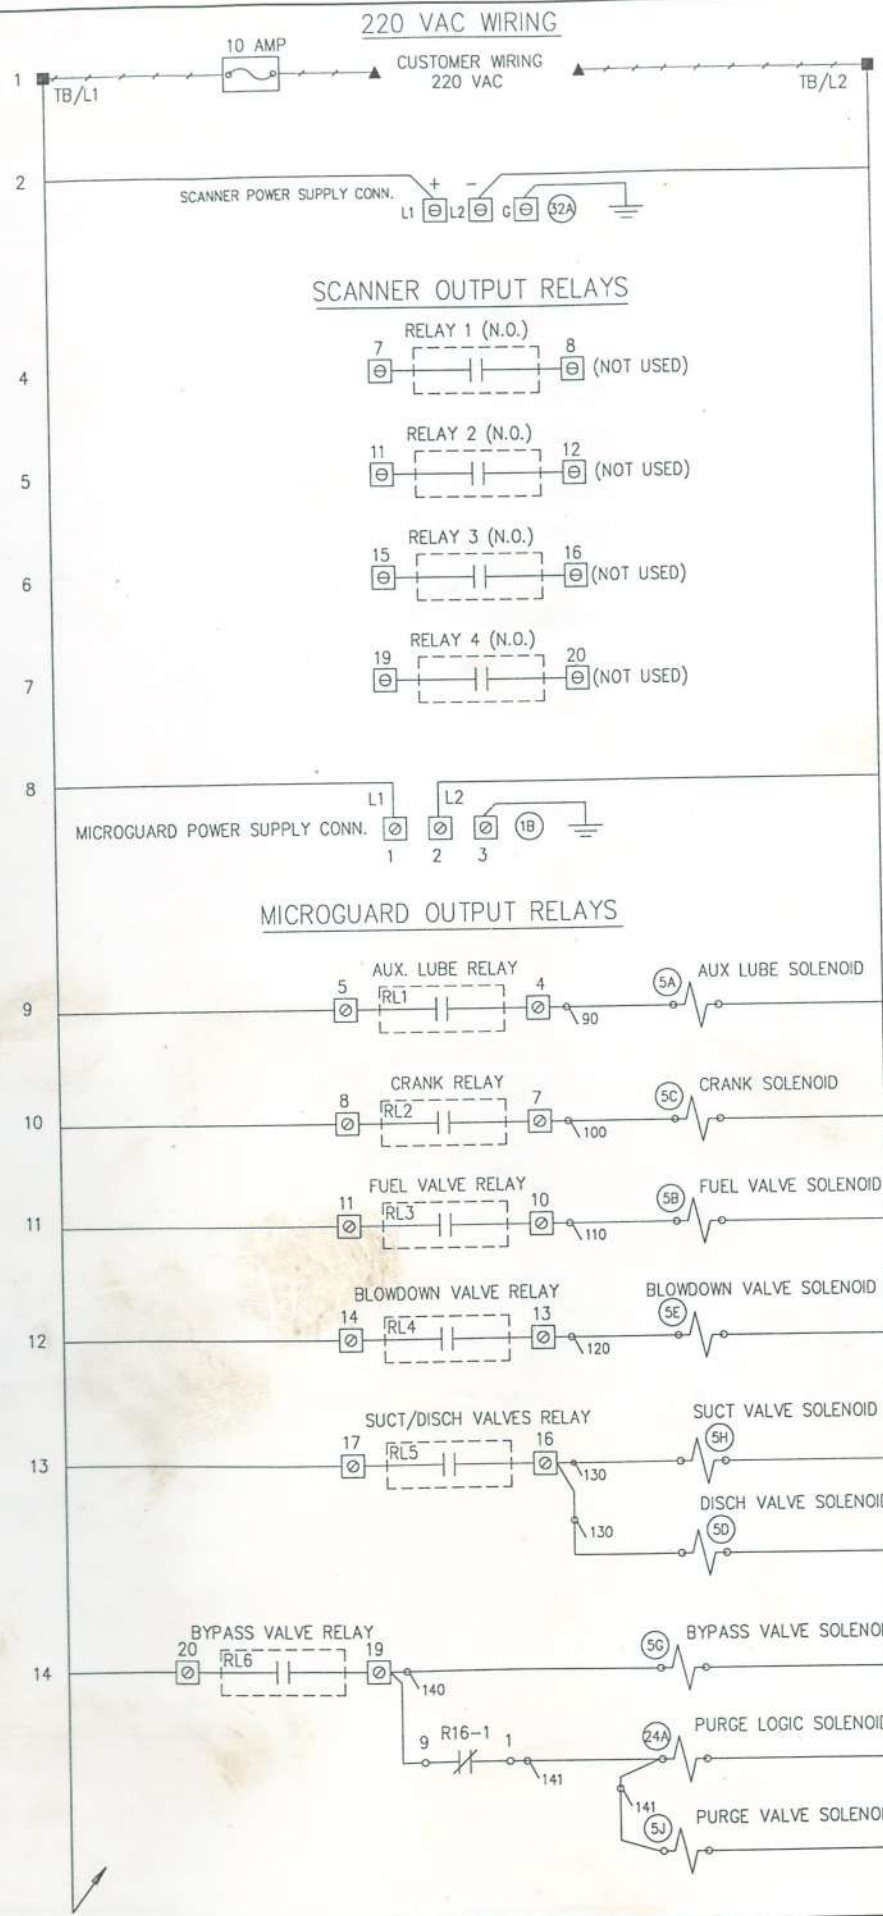 220 VAC WIRING
10 AMP
CUSTOMER WIRING
220 VAC
1
TB/L1
TB/L2
2
SCANNER POWER SUPPLY CONN.
+ −
L1 L2 G 32A
SCANNER OUTPUT RELAYS
RELAY 1 (N.O.)
4
7 8 (NOT USED)
RELAY 2 (N.O.)
5
11 12 (NOT USED)
RELAY 3 (N.O.)
6
15 16 (NOT USED)
RELAY 4 (N.O.)
7
19 20 (NOT USED)
8
L1 L2
MICROGUARD POWER SUPPLY CONN. 1B
1 2 3
MICROGUARD OUTPUT RELAYS
AUX. LUBE RELAY
AUX LUBE SOLENOID
9
5 RL1 4 90 5A
CRANK RELAY
CRANK SOLENOID
10
8 RL2 7 100 5C
FUEL VALVE RELAY
FUEL VALVE SOLENOID
11
11 RL3 10 110 5B
BLOWDOWN VALVE RELAY
BLOWDOWN VALVE SOLENOID
12
14 RL4 13 120 5E
SUCT/DISCH VALVES RELAY
SUCT VALVE SOLENOID
13
17 RL5 16 130 5H
DISCH VALVE SOLENOID
130 5D
BYPASS VALVE RELAY
BYPASS VALVE SOLENOI
14
20 RL6 19 140 5G
PURGE LOGIC SOLENOID
9 R16-1 1 141 24A
PURGE VALVE SOLENOI
141 5J